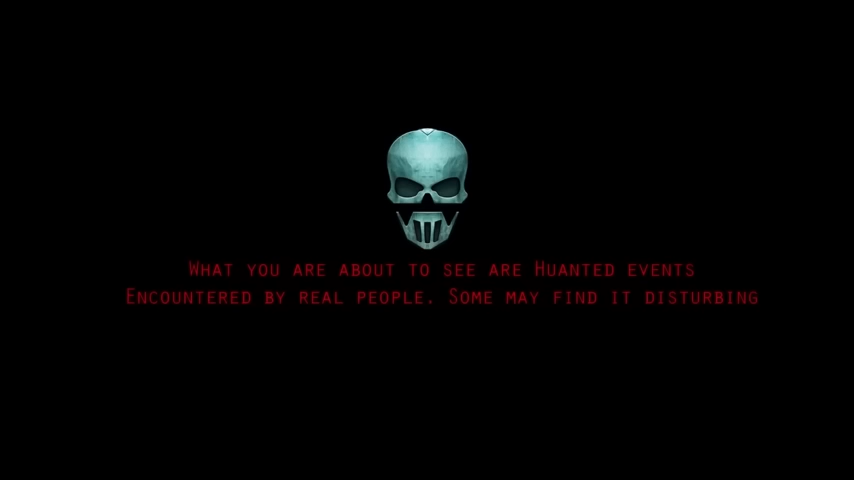 What you are about to see are Huanted events
Encountered by real people. Some may find it disturbing